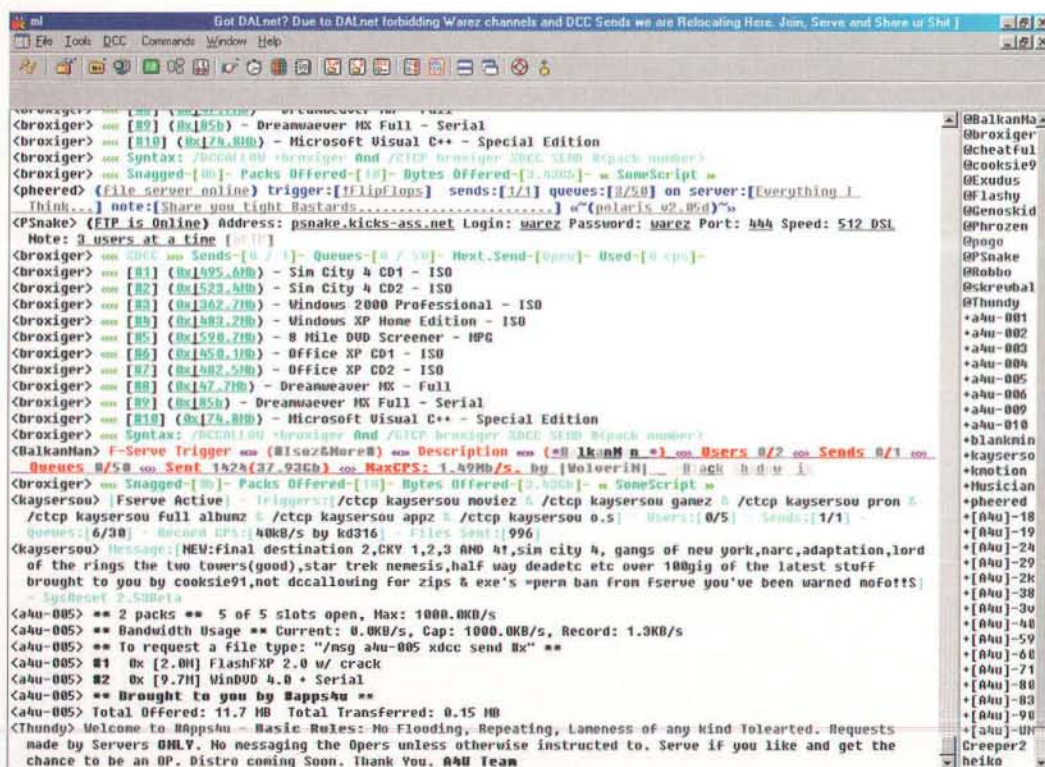 ml Got DALnet? Due to DALnet forbidding Warez channels and DCC Sends we are Relocating Here. Join, Serve and Share ur Shit ]
File Tools DCC Commands Window Help
<broxiger> [#9] (0x|85b) - Dreamwaever MX Full - Serial
<broxiger> [#10] (0x|74.8Mb) - Microsoft Visual C++ - Special Edition
<broxiger> Syntax: /DCCALLOW +broxiger And /CTCP broxiger XDCC SEND #(pack number)
<broxiger> Snagged-[0b]- Packs Offered-[10]- Bytes Offered-[3.43Gb]- « SomeScript »
<pheered> (file server online) trigger:[!FlipFlops] sends:[1/1] queues:[3/50] on server:[Everything I
Think...] note:[Share you tight Bastards.......................] «~(polaris v2.05d)~»
<PSnake> (FTP is Online) Address: psnake.kicks-ass.net Login: warez Password: warez Port: 444 Speed: 512 DSL
Note: 3 users at a time
<broxiger> XDCC Sends-[0 / 1]- Queues-[0 / 50]- Next.Send-[Open]- Used-[0 cps]-
<broxiger> [#1] (0x|495.6Mb) - Sim City 4 CD1 - ISO
<broxiger> [#2] (0x|523.4Mb) - Sim City 4 CD2 - ISO
<broxiger> [#3] (0x|362.7Mb) - Windows 2000 Professional - ISO
<broxiger> [#4] (0x|483.2Mb) - Windows XP Home Edition - ISO
<broxiger> [#5] (0x|590.7Mb) - 8 Mile DVD Screener - MPG
<broxiger> [#6] (0x|450.1Mb) - Office XP CD1 - ISO
<broxiger> [#7] (0x|482.5Mb) - Office XP CD2 - ISO
<broxiger> [#8] (0x|47.7Mb) - Dreamweaver MX - Full
<broxiger> [#9] (0x|85b) - Dreamwaever MX Full - Serial
<broxiger> [#10] (0x|74.8Mb) - Microsoft Visual C++ - Special Edition
<broxiger> Syntax: /DCCALLOW +broxiger And /CTCP broxiger XDCC SEND #(pack number)
<BalkanMan> F-Serve Trigger «» (#Isoz&More#) «» Description «» Users 0/2 «» Sends 0/1 «»
Queues 0/50 «» Sent 1424(37.93Gb) «» MaxCPS: 1.49Mb/s. by |WolveriN|
<broxiger> Snagged-[0b]- Packs Offered-[10]- Bytes Offered-[3.43Gb]- « SomeScript »
<kaysersou> [Fserve Active] - Triggers:[/ctcp kaysersou moviez & /ctcp kaysersou gamez & /ctcp kaysersou pron &
/ctcp kaysersou full albumz & /ctcp kaysersou appz & /ctcp kaysersou o.s] - Users:[0/5] - Sends:[1/1] -
Queues:[6/30] - Record CPS:[40kB/s by kd316] - Files Sent:[996]
<kaysersou> Message:[NEW:final destination 2,CKY 1,2,3 AND 4!,sim city 4, gangs of new york,narc,adaptation,lord
of the rings the two towers(good),star trek nemesis,half way deadetc etc over 100gig of the latest stuff
brought to you by cooksie91,not dccallowing for zips & exe's =perm ban from fserve you've been warned mofo!!S]
- SysReset 2.53Beta
<a4u-005> ** 2 packs ** 5 of 5 slots open, Max: 1000.0KB/s
<a4u-005> ** Bandwidth Usage ** Current: 0.0KB/s, Cap: 1000.0KB/s, Record: 1.3KB/s
<a4u-005> ** To request a file type: "/msg a4u-005 xdcc send #x" **
<a4u-005> #1 0x [2.0M] FlashFXP 2.0 w/ crack
<a4u-005> #2 0x [9.7M] WinDVD 4.0 + Serial
<a4u-005> ** Brought to you by #apps4u **
<a4u-005> Total Offered: 11.7 MB Total Transferred: 0.15 MB
<Thundy> Welcome to #Apps4u - Basic Rules: No Flooding, Repeating, Lameness of any kind Tolearted. Requests
made by Servers ONLY. No messaging the Opers unless otherwise instructed to. Serve if you like and get the
chance to be an OP. Distro coming Soon. Thank You. A4U Team
@BalkanMa
@broxiger
@cheatful
@cooksie9
@Exudus
@Flashy
@Genoskid
@Phrozen
@pogo
@PSnake
@Robbo
@skrewbal
@Thundy
+a4u-001
+a4u-002
+a4u-003
+a4u-004
+a4u-005
+a4u-006
+a4u-009
+a4u-010
+blankmin
+kayserso
+kmotion
+Musician
+pheered
+[A4u]-18
+[A4u]-19
+[A4u]-24
+[A4u]-29
+[A4u]-2k
+[A4u]-38
+[A4u]-3v
+[A4u]-40
+[A4u]-59
+[A4u]-60
+[A4u]-71
+[A4u]-80
+[A4u]-83
+[A4u]-90
+[a4u]-UN
Creeper2
heiko